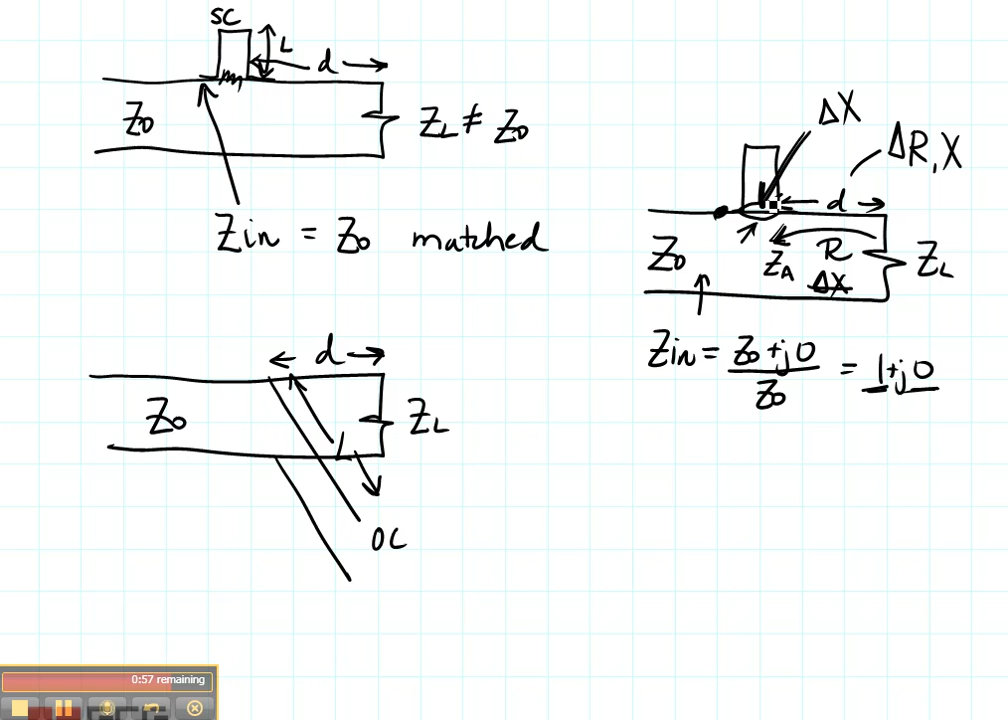 SC
L
d
Z0
ZL ≠ Z0
Zin = Z0 matched
ΔX
ΔR, X
d
Z0
ZA
R
ΔX
ZL
Zin = Z0 + j0 / Z0 = 1 + j0
d
Z0
L
ZL
OC
0:57 remaining